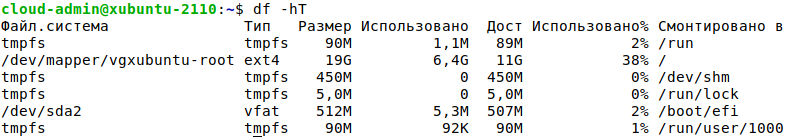 cloud-admin@xubuntu-2110:~$ df -hT
Файл.система Тип Размер Использовано Дост Использовано% Смонтировано в
tmpfs tmpfs 90M 1,1M 89M 2% /run
/dev/mapper/vgxubuntu-root ext4 19G 6,4G 11G 38% /
tmpfs tmpfs 450M 0 450M 0% /dev/shm
tmpfs tmpfs 5,0M 0 5,0M 0% /run/lock
/dev/sda2 vfat 512M 5,3M 507M 2% /boot/efi
tmpfs tmpfs 90M 92K 90M 1% /run/user/1000